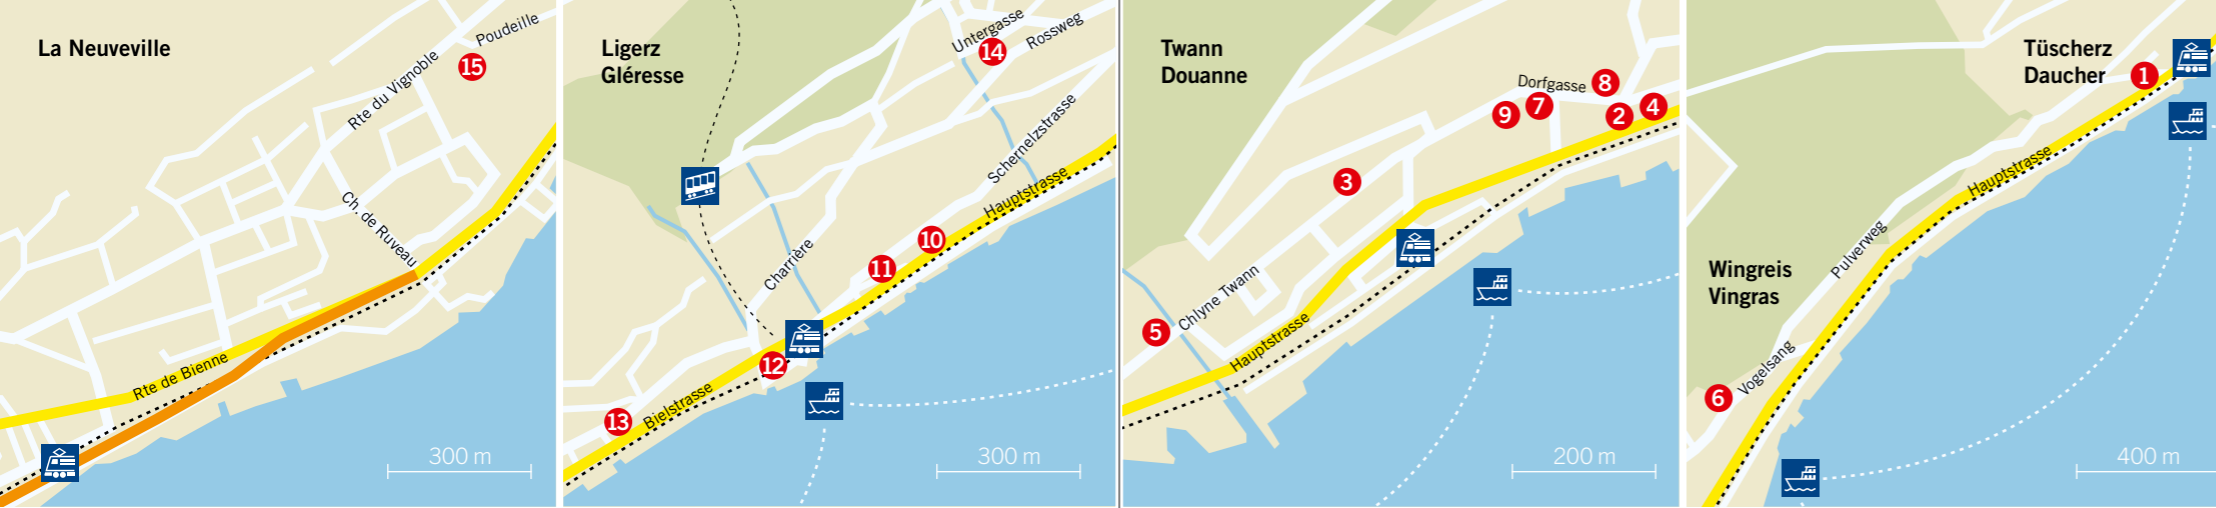 La Neuveville
Poudeille
15
Rte du Vignoble
Ch. de Ruveau
Rte de Bienne
300 m
Ligerz
Gléresse
Untergasse
14
Rossweg
Schernelzstrasse
Hauptstrasse
10
11
Charrière
12
13
Bielstrasse
300 m
Twann
Douanne
Dorfgasse
8
9
7
2
4
3
Chlyne Twann
5
Hauptstrasse
200 m
Tüscherz
Daucher
1
Hauptstrasse
Pulverweg
Wingreis
Vingras
Vogelsang
6
400 m